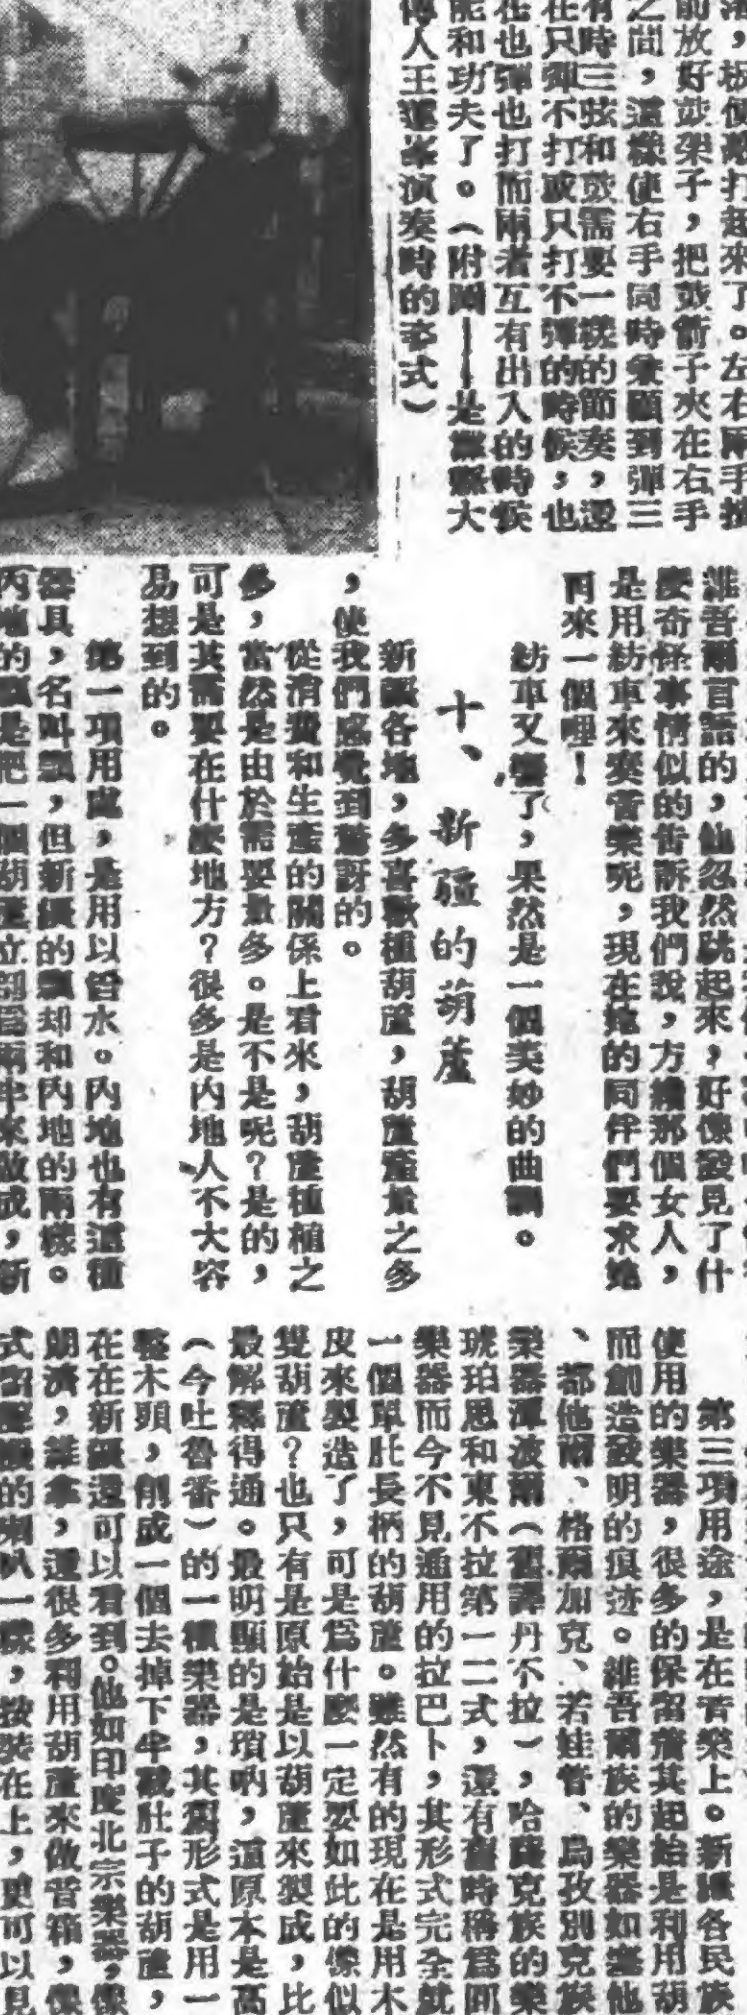 前放好鼓架子，把鼓箭子夾在右手
之間，這樣使右手同時兼顧到彈三
有時三弦和鼓需要一樣的節奏，還
在只彈不打或只打不彈的時候，也
在也彈也打而兩者互有出入的時候
能和功夫了。（附圖——是
傳人王　演奏時的　式）
維吾爾言語的，他忽然跳起來，好像發見了什
麼奇怪事情似的告訴我們說，方纔那個女人，
是用紡車來奏音樂呢，現在她的同伴們要求她
再來一個哩！
紡車又響了，果然是一個美妙的曲調。
十、新疆的葫蘆
新疆各地，多喜歡種葫蘆，葫蘆產量之多
，使我們感覺到驚訝的。
從消費和生產的關係上看來，葫蘆種植之
多，當然是由於需要量多。是不是呢？是的，
可是其需要在什麼地方？很多是內地人不大容
易想到的。
第一項用處，是用以舀水。內地也有這種
器具，名叫瓢，但新疆的瓢却和內地的兩樣。
內地的瓢是把一個葫蘆立剖爲兩半來做成，新
第三項用途，是在音樂上。新疆各民族
使用的樂器，很多的保留着其起始是利用葫
而創造發明的痕迹。維吾爾族的樂器如塞他
、都他爾、格爾加克、若娃管、烏孜別克族
樂器潭波爾（舊譯丹不拉），哈薩克族的樂
琥珀思和東不拉第一二式，還有舊時稱爲回
樂器而今不見通用的拉巴卜，其形式完全就
一個單肚長柄的葫蘆。雖然有的現在是用木
皮來製造了，可是爲什麼一定要如此的像似
雙葫蘆？也只有是原始是以葫蘆來製成，比
最解釋得通。最明顯的是瑣吶，這原本是高
（今吐魯番）的一種樂器，其舊形式是用一
整木頭，削成一個去掉下半截肚子的葫蘆，
在在新疆還可以看到。他如印度北宗樂器，像
朗濟，維拿，還很多利用葫蘆來做音箱，像
式留聲機的喇叭一樣，按裝在上，更可以見